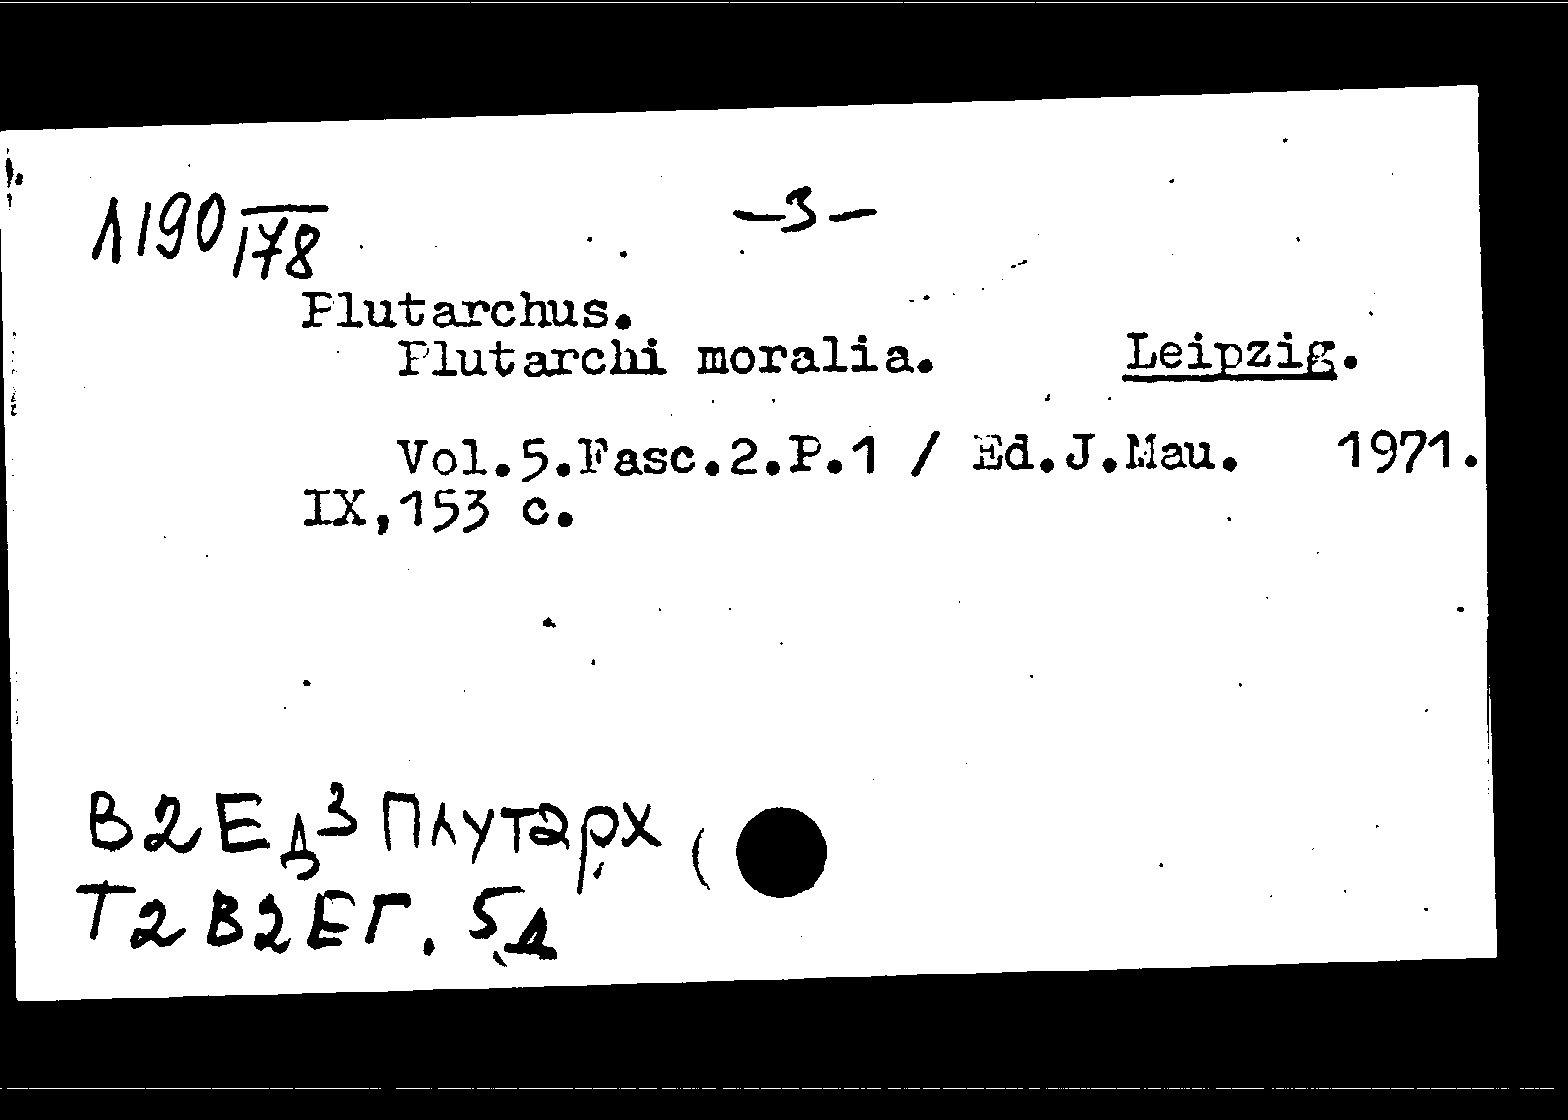 Л190/178 —3—
Plutarchus.
Plutarchi moralia. Leipzig.
Vol.5.Fasc.2.P.1 / Ed.J.Mau. 1971.
IX,153 с.
В2Ед3 Плутарх (
Т2В2ЕГ.5Д